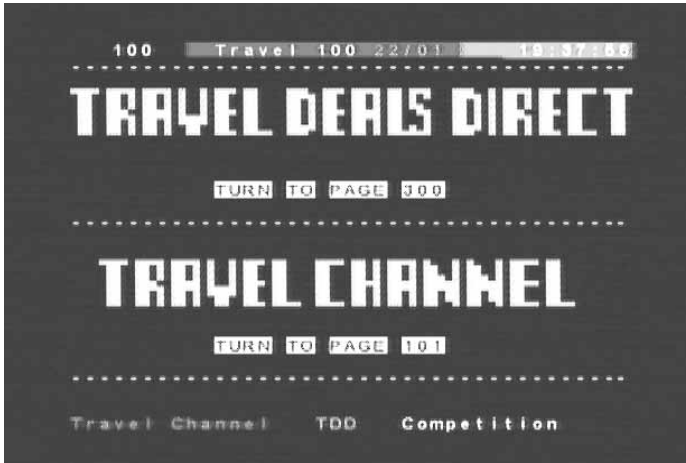 100 Travel 100 22/01 19:37:56
TRAVEL DEALS DIRECT
TURN TO PAGE 300
TRAVEL CHANNEL
TURN TO PAGE 101
Travel Channel TDD Competition